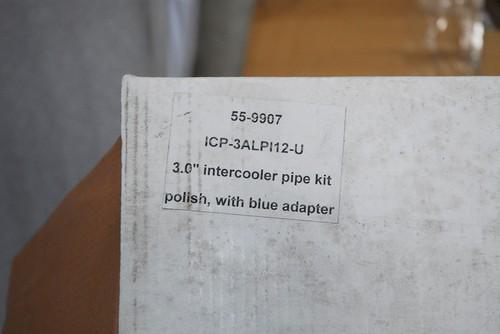 55-9907
ICP-3ALPI12-U
3.0" intercooler pipe kit
polish, with blue adapter